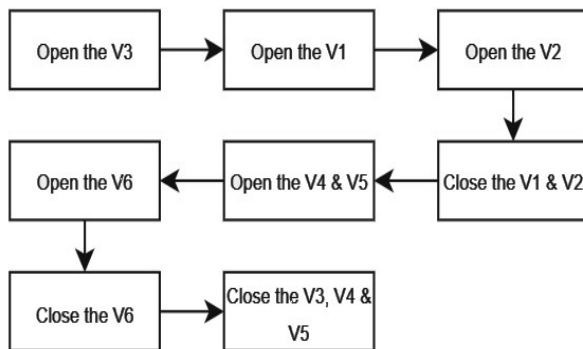 Open the V3
Open the V1
Open the V2
Close the V1 & V2
Open the V4 & V5
Open the V6
Close the V6
Close the V3, V4 &
V5